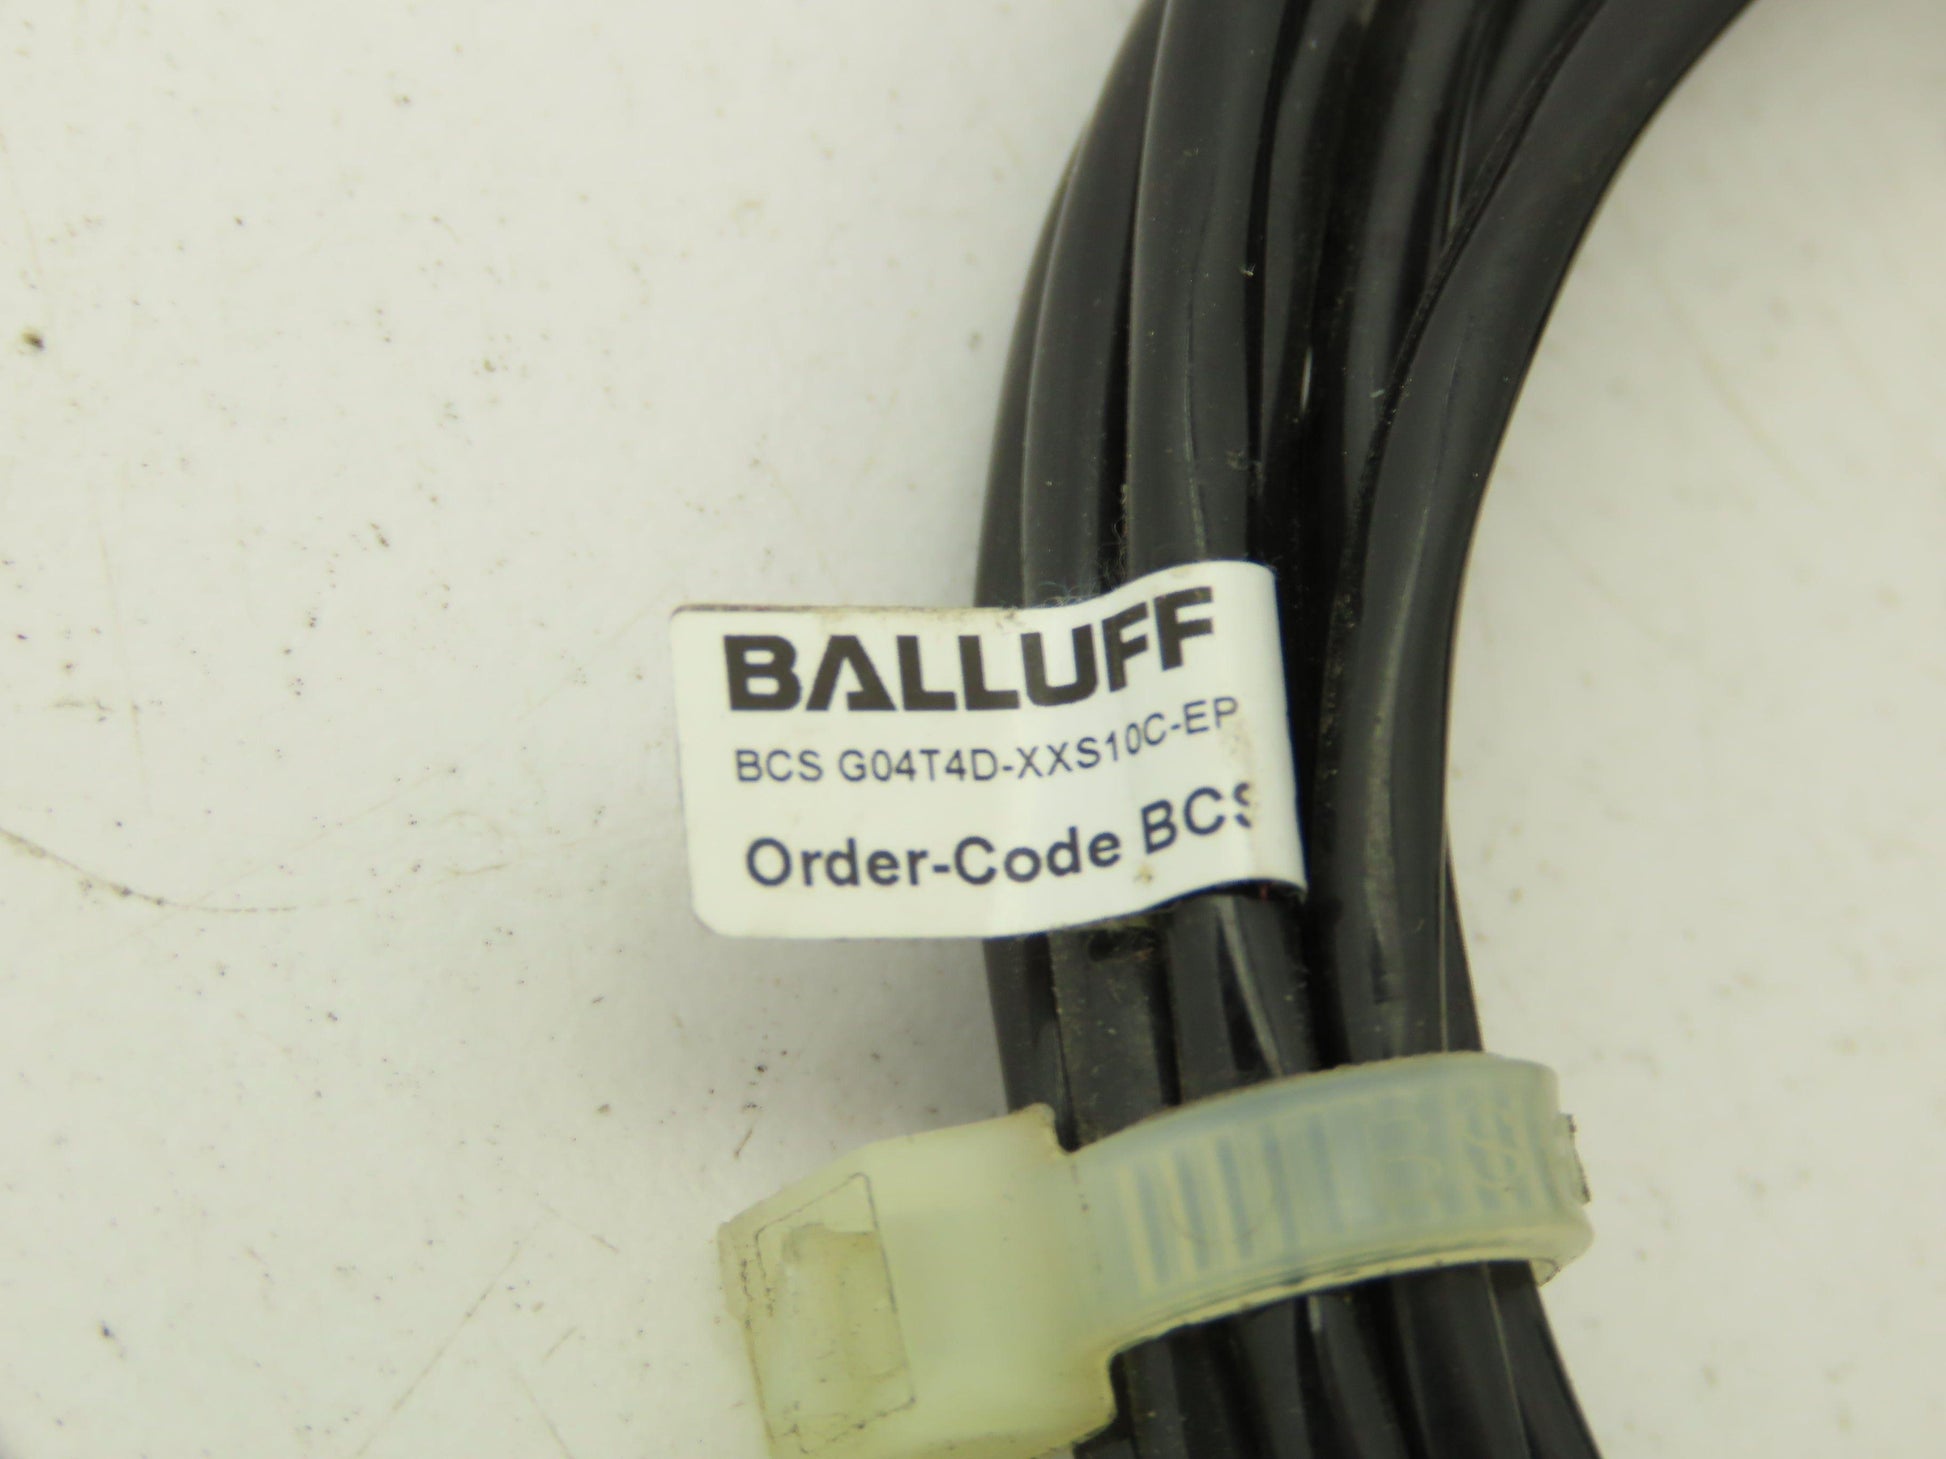 BALLUFF
BCS G04T4D-XXS10C-EP
Order-Code BCS